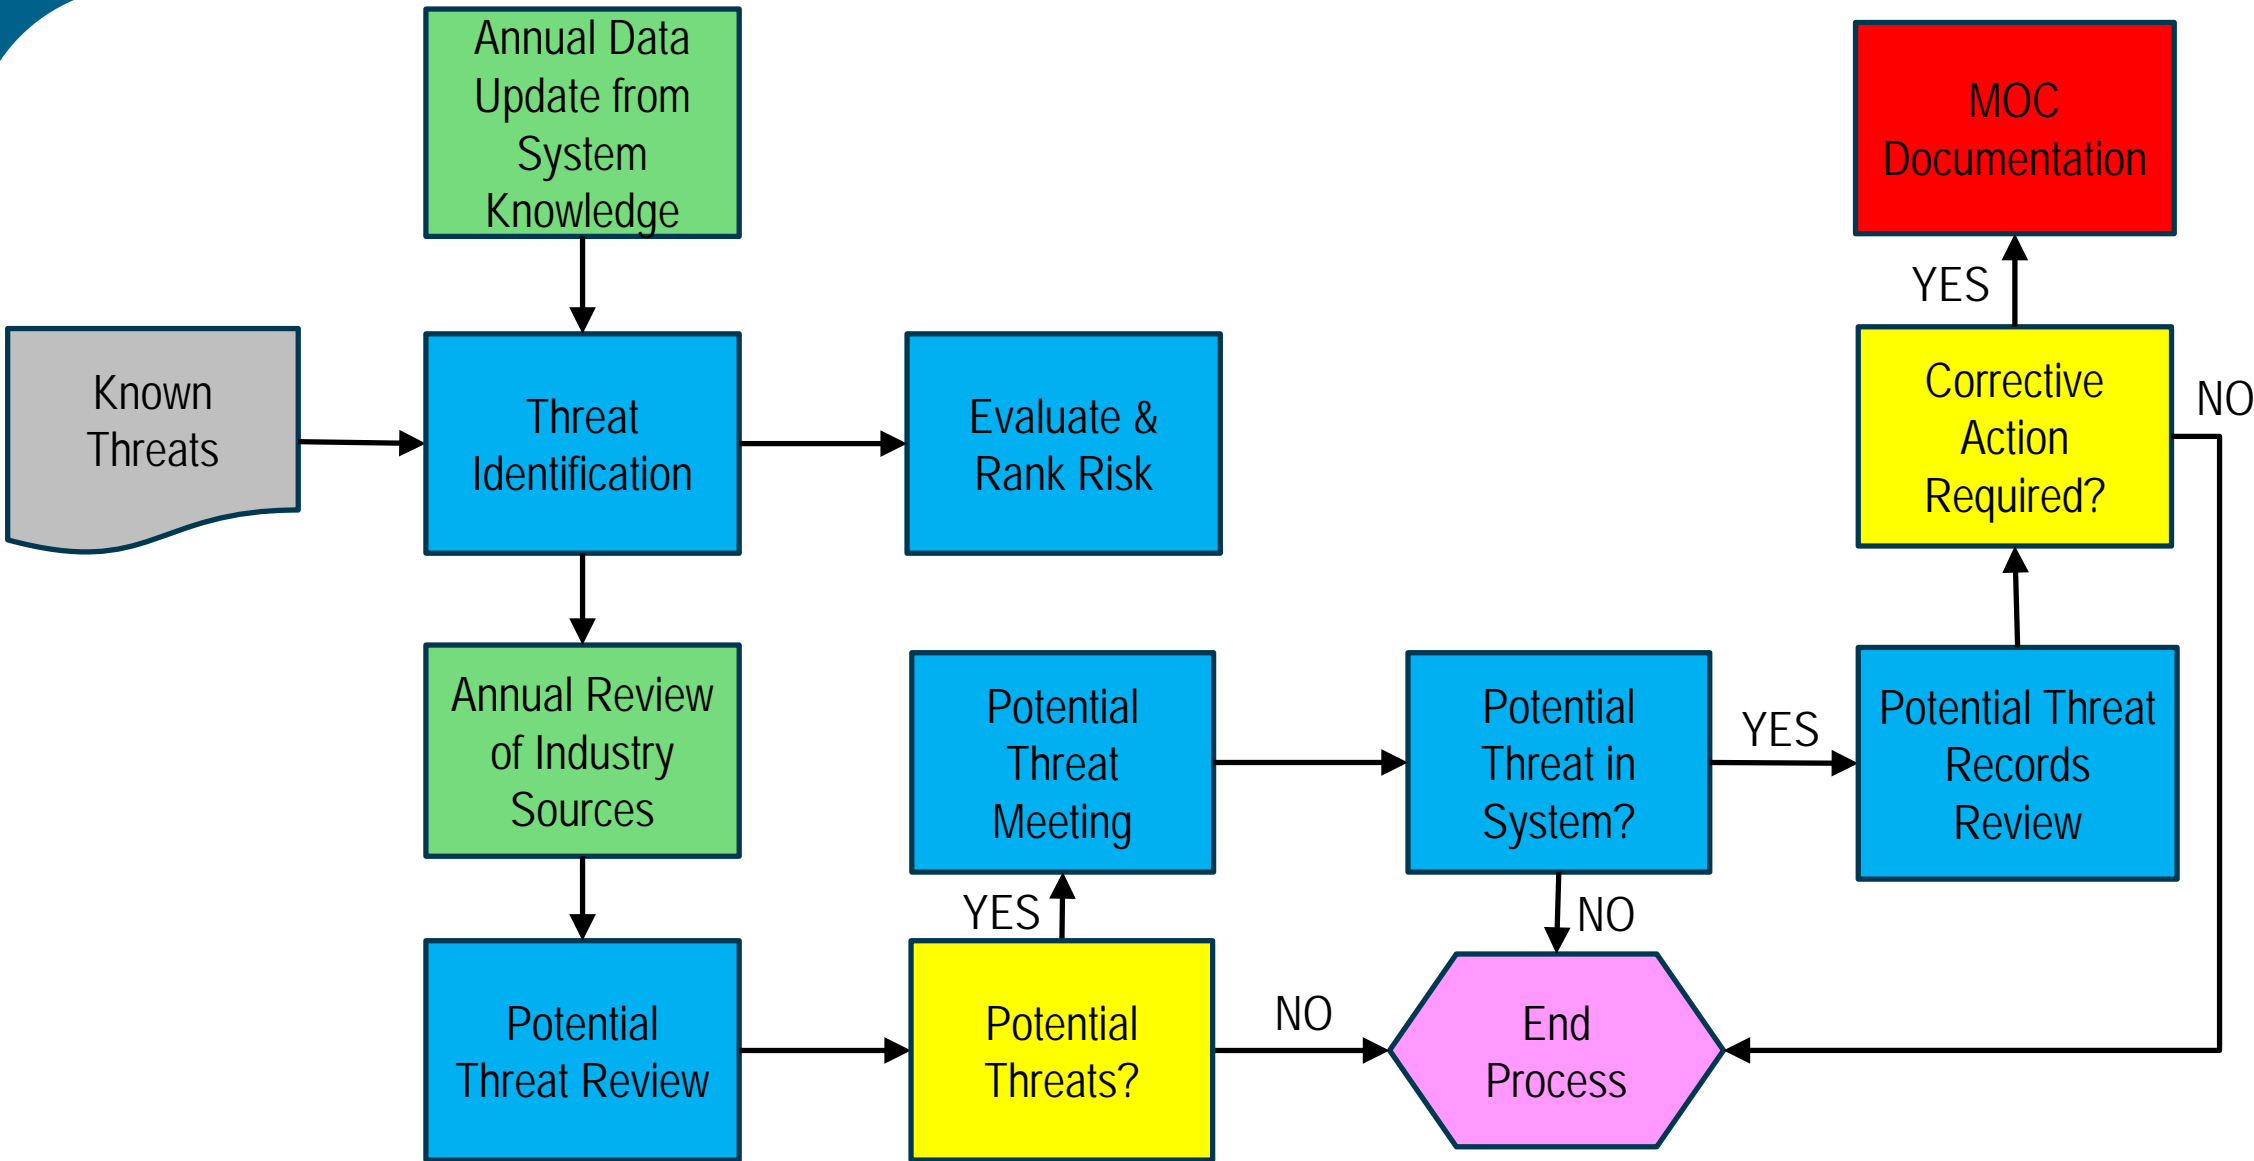 Annual Data
Update from
System
Knowledge
MOC
Documentation
YES
Known
Threats
Threat
Identification
Evaluate &
Rank Risk
Corrective
Action
Required?
NO
Annual Review
of Industry
Sources
Potential
Threat
Meeting
Potential
Threat in
System?
YES
Potential Threat
Records
Review
YES
NO
Potential
Threat Review
Potential
Threats?
NO
End
Process